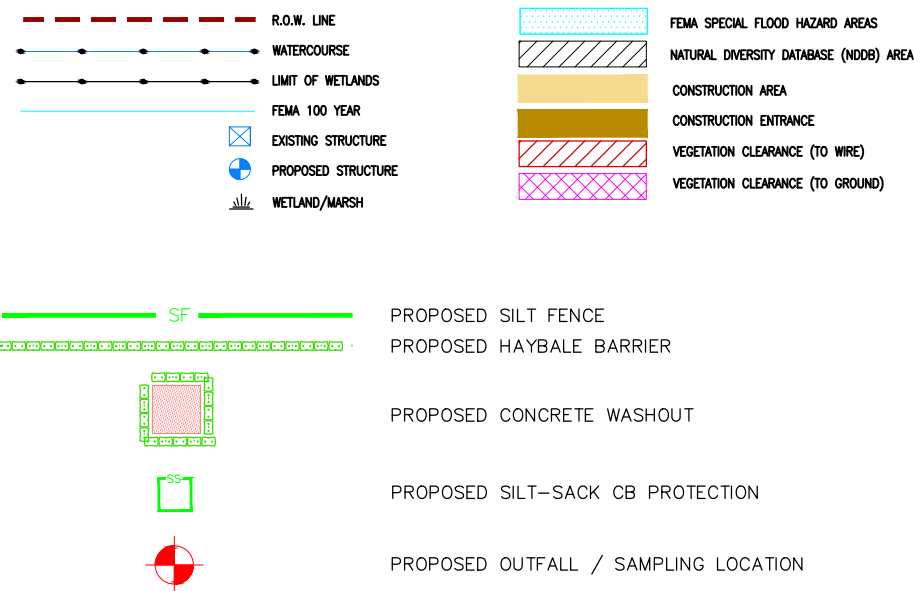 R.O.W. LINE
WATERCOURSE
LIMIT OF WETLANDS
FEMA 100 YEAR
EXISTING STRUCTURE
PROPOSED STRUCTURE
WETLAND/MARSH
FEMA SPECIAL FLOOD HAZARD AREAS
NATURAL DIVERSITY DATABASE (NDDB) AREA
CONSTRUCTION AREA
CONSTRUCTION ENTRANCE
VEGETATION CLEARANCE (TO WIRE)
VEGETATION CLEARANCE (TO GROUND)
SF PROPOSED SILT FENCE
PROPOSED HAYBALE BARRIER
PROPOSED CONCRETE WASHOUT
SS
PROPOSED SILT-SACK CB PROTECTION
PROPOSED OUTFALL / SAMPLING LOCATION